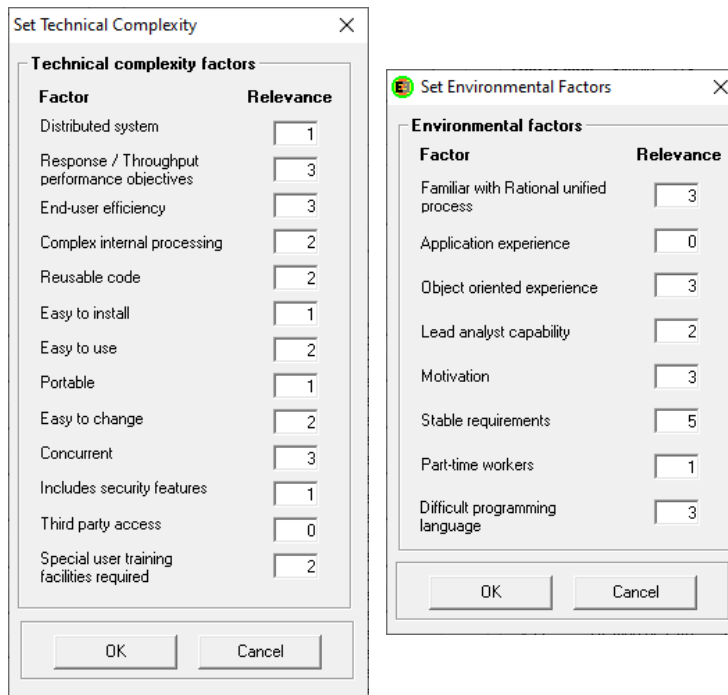 Set Technical Complexity
Technical complexity factors
Factor Relevance
Distributed system 1
Response / Throughput
performance objectives 3
End-user efficiency 3
Complex internal processing 2
Reusable code 2
Easy to install 1
Easy to use 2
Portable 1
Easy to change 2
Concurrent 3
Includes security features 1
Third party access 0
Special user training
facilities required 2
OK Cancel
Set Environmental Factors
Environmental factors
Factor Relevance
Familiar with Rational unified
process 3
Application experience 0
Object oriented experience 3
Lead analyst capability 2
Motivation 3
Stable requirements 5
Part-time workers 1
Difficult programming
language 3
OK Cancel